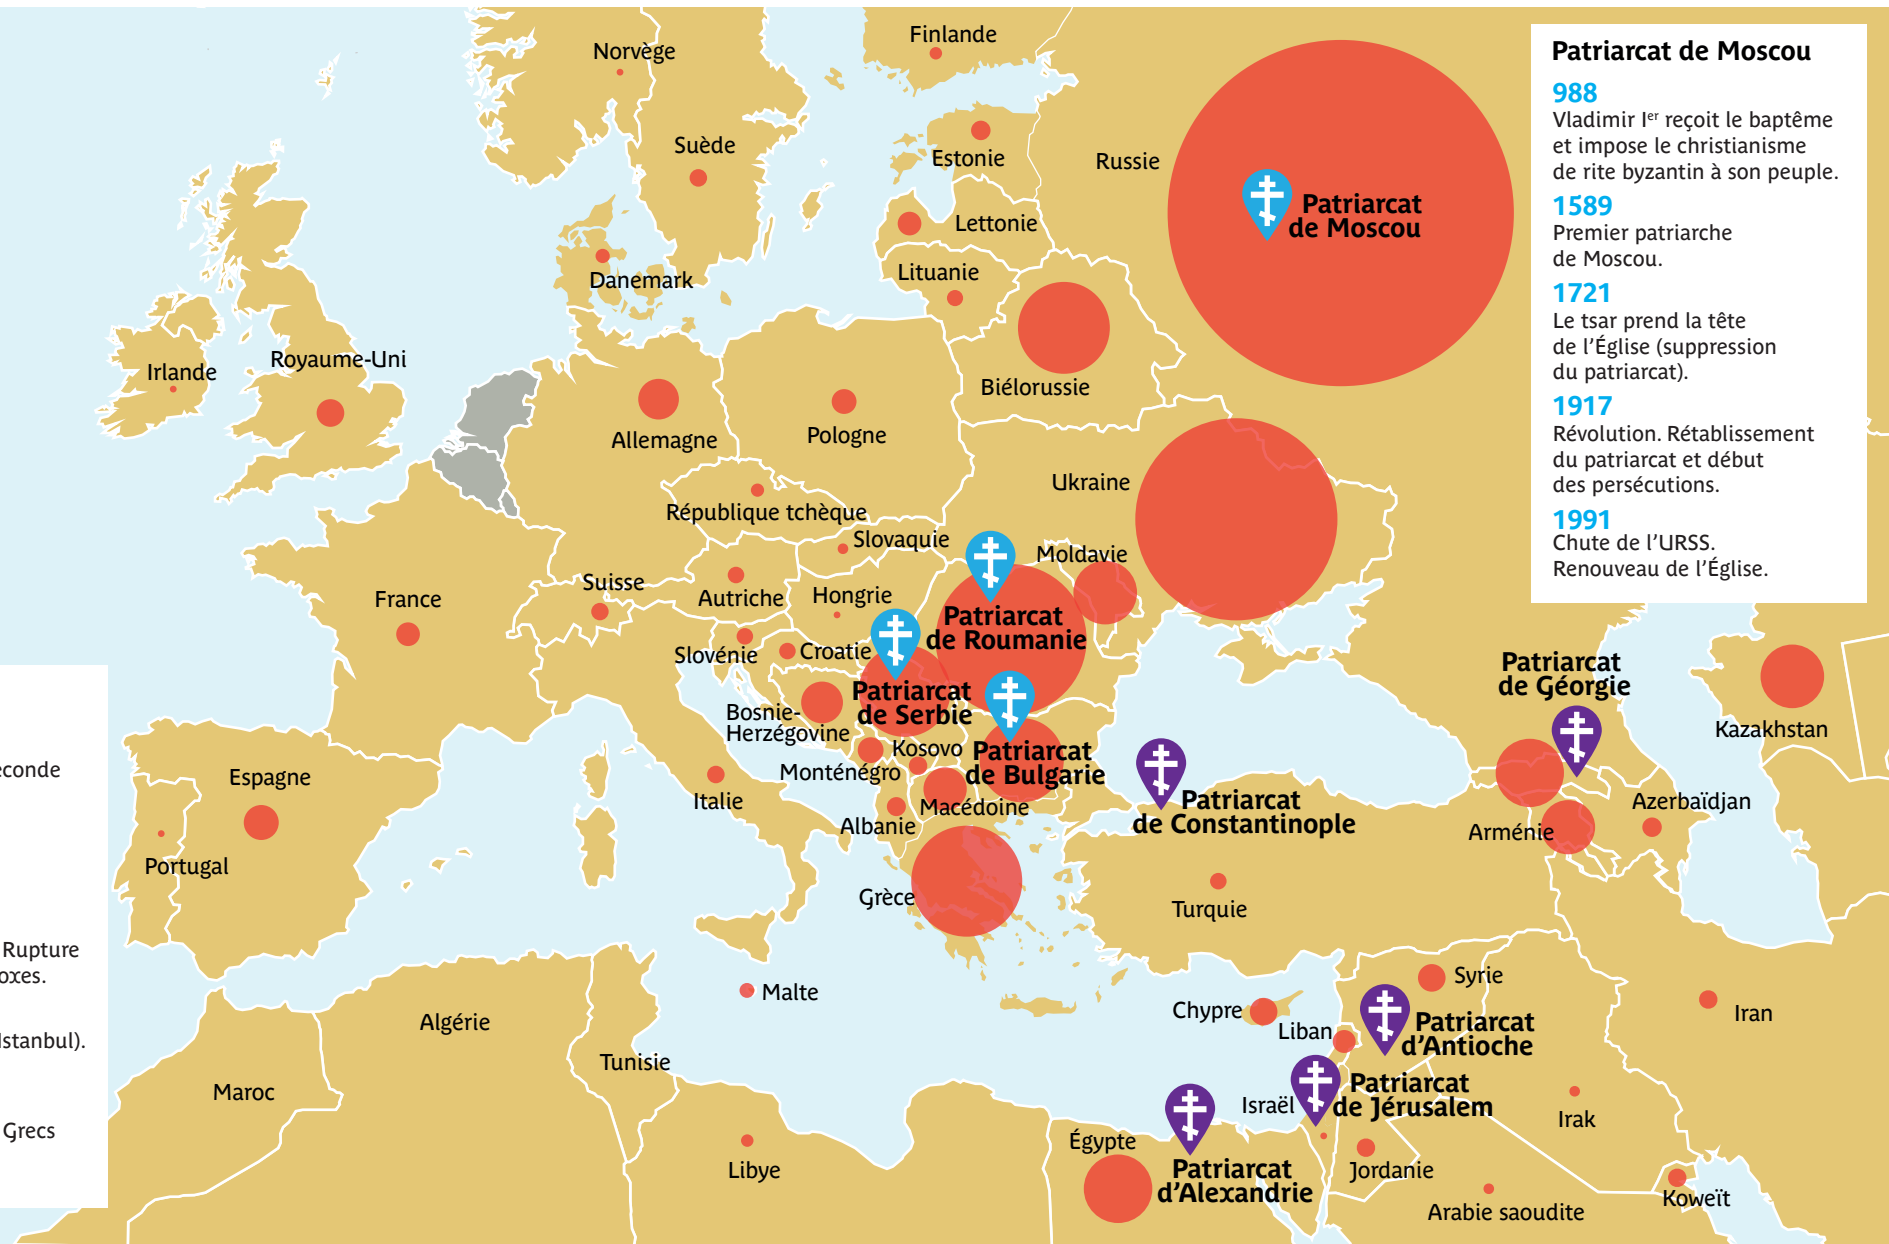 Norvège
Finlande
Suède
Estonie
Russie
Lettonie
Lituanie
Danemark
Patriarcat
de Moscou
Irlande
Royaume-Uni
Allemagne
Pologne
Biélorussie
Ukraine
République tchèque
Slovaquie
Moldavie
Suisse
Autriche
Hongrie
France
Patriarcat
de Roumanie
Slovénie
Croatie
Patriarcat
de Serbie
Bosnie-
Herzégovine
Kosovo
Monténégro
Patriarcat
de Bulgarie
Macédoine
Albanie
Italie
Espagne
Portugal
Grèce
Patriarcat
de Constantinople
Turquie
Patriarcat
de Géorgie
Kazakhstan
Azerbaïdjan
Arménie
Syrie
Chypre
Liban
Patriarcat
d’Antioche
Iran
Malte
Algérie
Tunisie
Maroc
Israël
Patriarcat
de Jérusalem
Irak
Égypte
Patriarcat
d’Alexandrie
Jordanie
Libye
Arabie saoudite
Koweït
Patriarcat de Moscou
988
Vladimir Ier reçoit le baptême
et impose le christianisme
de rite byzantin à son peuple.
1589
Premier patriarche
de Moscou.
1721
Le tsar prend la tête
de l’Église (suppression
du patriarcat).
1917
Révolution. Rétablissement
du patriarcat et début
des persécutions.
1991
Chute de l’URSS.
Renouveau de l’Église.
econde
Rupture
oxes.
Istanbul).
Grecs